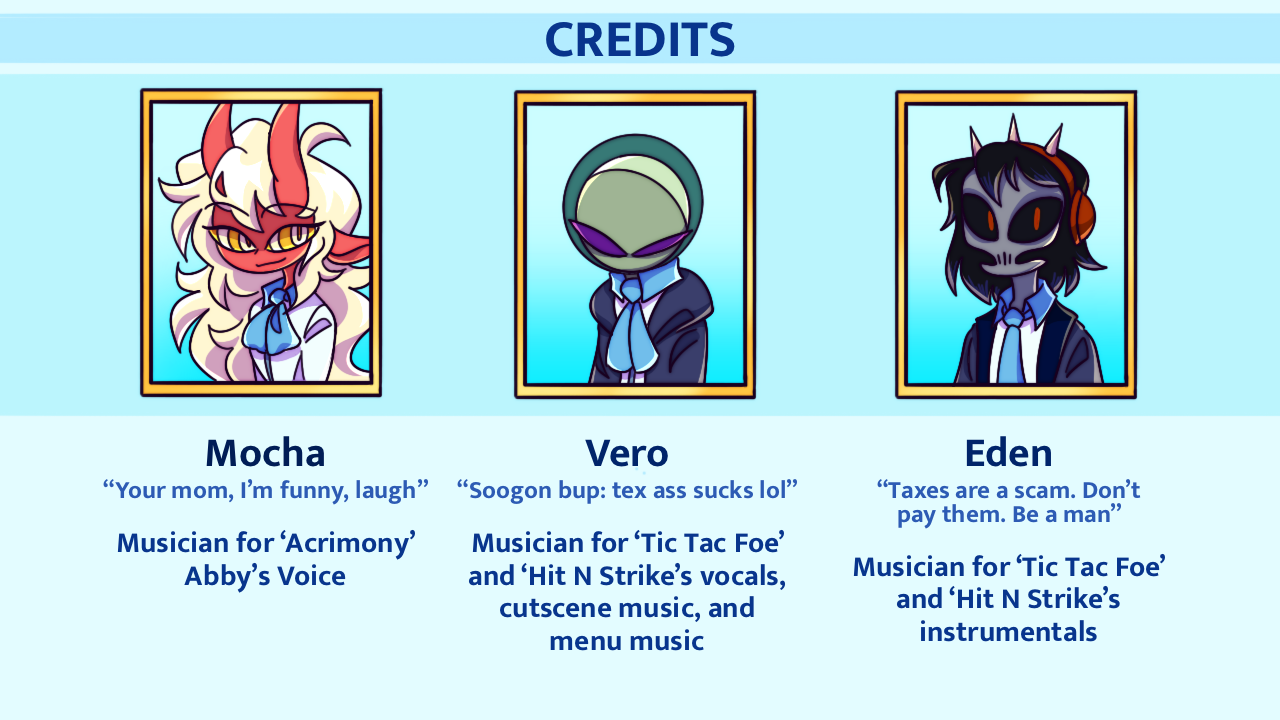 CREDITS
Mocha
“Your mom, I’m funny, laugh”
Musician for ‘Acrimony’
Abby’s Voice
Vero
“Soogon bup: tex ass sucks lol”
Musician for ‘Tic Tac Foe’
and ‘Hit N Strike’s vocals,
cutscene music, and
menu music
Eden
“Taxes are a scam. Don’t
pay them. Be a man”
Musician for ‘Tic Tac Foe’
and ‘Hit N Strike’s
instrumentals